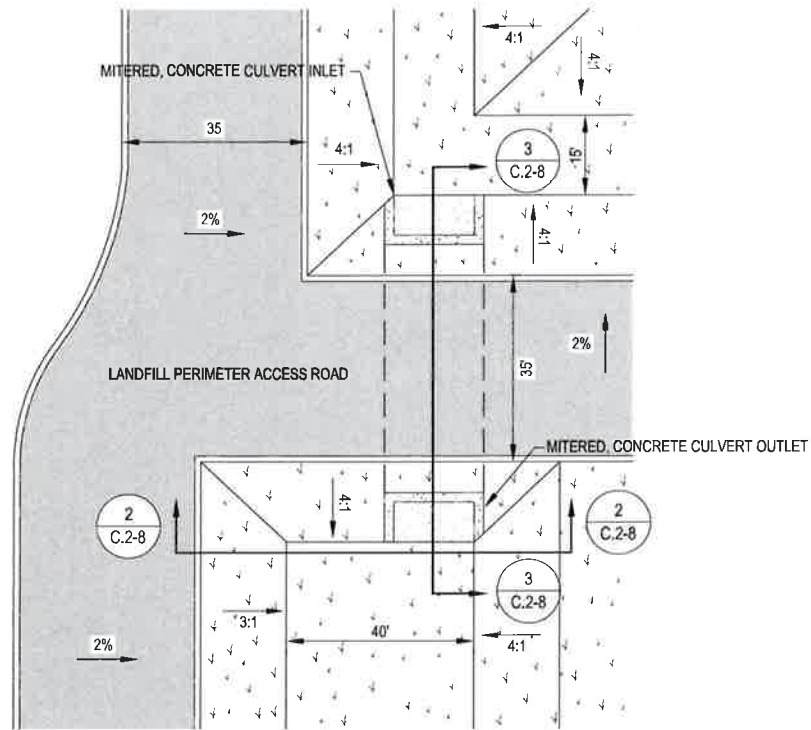 4:1
4:1
MITERED, CONCRETE CULVERT INLET
35
15'
3
C.2-8
4:1
2%
4:1
2%
35'
LANDFILL PERIMETER ACCESS ROAD
MITERED, CONCRETE CULVERT OUTLET
4:1
2
C.2-8
2
C.2-8
3
C.2-8
3:1
40'
4:1
2%